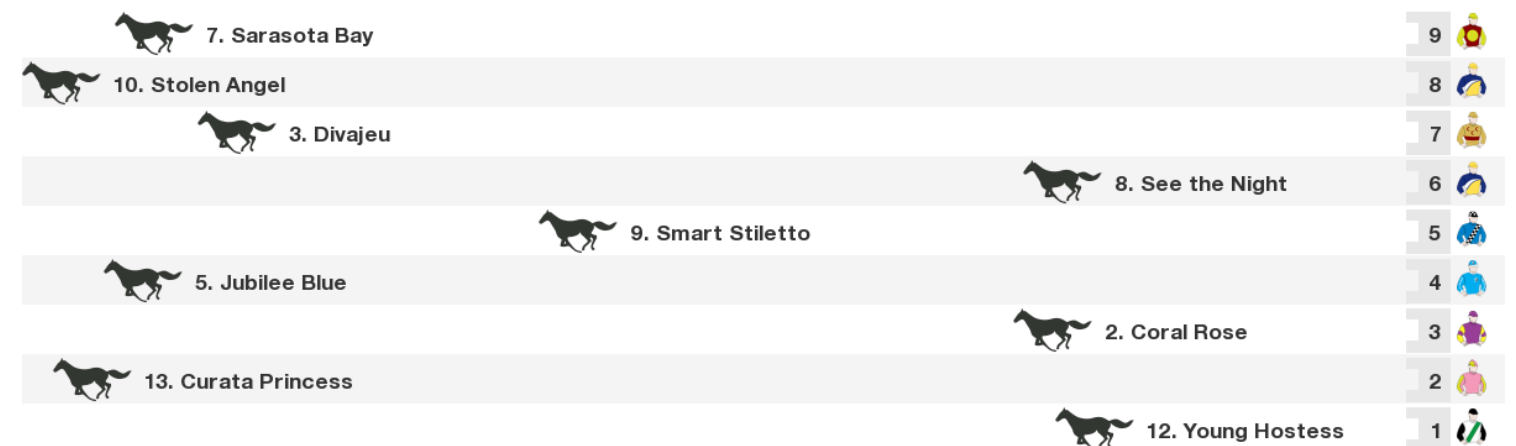 7. Sarasota Bay 9
10. Stolen Angel 8
3. Divajeu 7
8. See the Night 6
9. Smart Stiletto 5
5. Jubilee Blue 4
2. Coral Rose 3
13. Curata Princess 2
12. Young Hostess 1